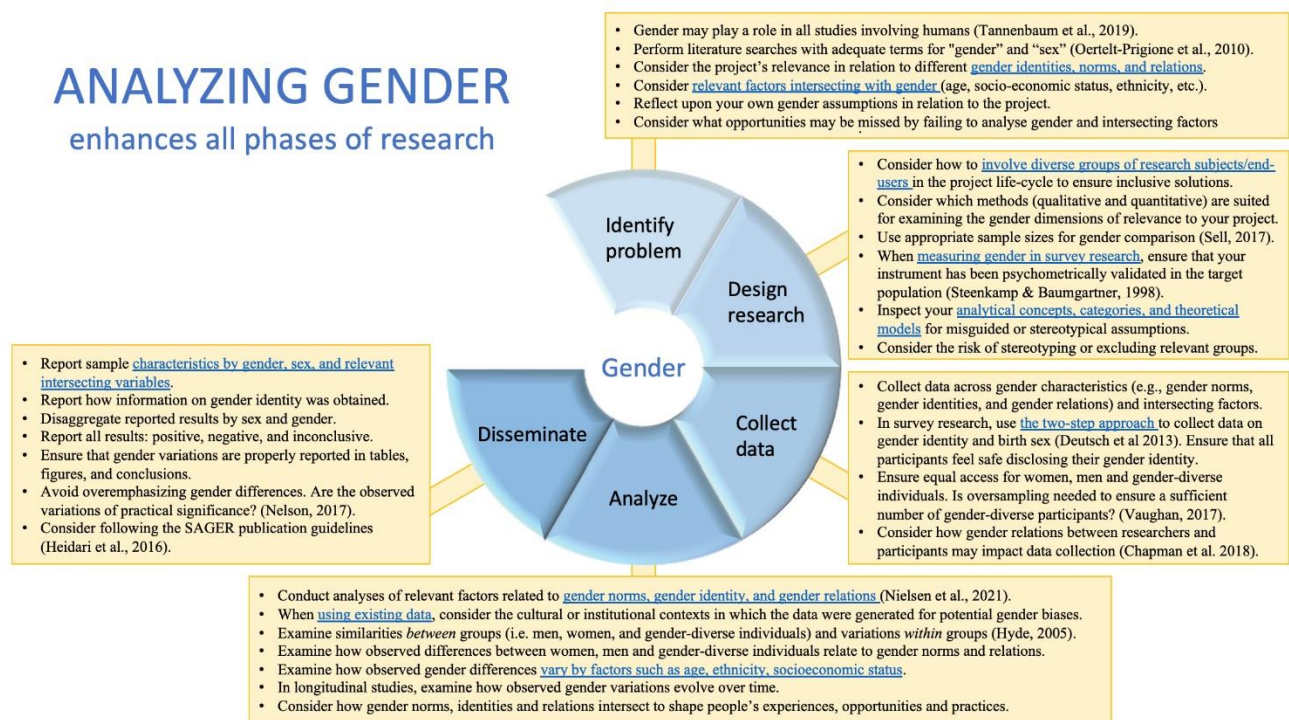 ANALYZING GENDER
enhances all phases of research
• Gender may play a role in all studies involving humans (Tannenbaum et al., 2019).
• Perform literature searches with adequate terms for "gender” and “sex” (Oertelt-Prigione et al., 2010).
• Consider the project’s relevance in relation to different gender identities, norms, and relations.
• Consider relevant factors intersecting with gender (age, socio-economic status, ethnicity, etc.).
• Reflect upon your own gender assumptions in relation to the project.
• Consider what opportunities may be missed by failing to analyse gender and intersecting factors
Identify
problem
• Consider how to involve diverse groups of research subjects/end-
users in the project life-cycle to ensure inclusive solutions.
• Consider which methods (qualitative and quantitative) are suited
for examining the gender dimensions of relevance to your project.
• Use appropriate sample sizes for gender comparison (Sell, 2017).
• When measuring gender in survey research, ensure that your
instrument has been psychometrically validated in the target
population (Steenkamp & Baumgartner, 1998).
• Inspect your analytical concepts, categories, and theoretical
models for misguided or stereotypical assumptions.
• Consider the risk of stereotyping or excluding relevant groups.
Design
research
Gender
• Collect data across gender characteristics (e.g., gender norms,
gender identities, and gender relations) and intersecting factors.
• In survey research, use the two-step approach to collect data on
gender identity and birth sex (Deutsch et al 2013). Ensure that all
participants feel safe disclosing their gender identity.
• Ensure equal access for women, men and gender-diverse
individuals. Is oversampling needed to ensure a sufficient
number of gender-diverse participants? (Vaughan, 2017).
• Consider how gender relations between researchers and
participants may impact data collection (Chapman et al. 2018).
Collect
data
Analyze
• Conduct analyses of relevant factors related to gender norms, gender identity, and gender relations (Nielsen et al., 2021).
• When using existing data, consider the cultural or institutional contexts in which the data were generated for potential gender biases.
• Examine similarities between groups (i.e. men, women, and gender-diverse individuals) and variations within groups (Hyde, 2005).
• Examine how observed differences between women, men and gender-diverse individuals relate to gender norms and relations.
• Examine how observed gender differences vary by factors such as age, ethnicity, socioeconomic status.
• In longitudinal studies, examine how observed gender variations evolve over time.
• Consider how gender norms, identities and relations intersect to shape people’s experiences, opportunities and practices.
Disseminate
• Report sample characteristics by gender, sex, and relevant
intersecting variables.
• Report how information on gender identity was obtained.
• Disaggregate reported results by sex and gender.
• Report all results: positive, negative, and inconclusive.
• Ensure that gender variations are properly reported in tables,
figures, and conclusions.
• Avoid overemphasizing gender differences. Are the observed
variations of practical significance? (Nelson, 2017).
• Consider following the SAGER publication guidelines
(Heidari et al., 2016).